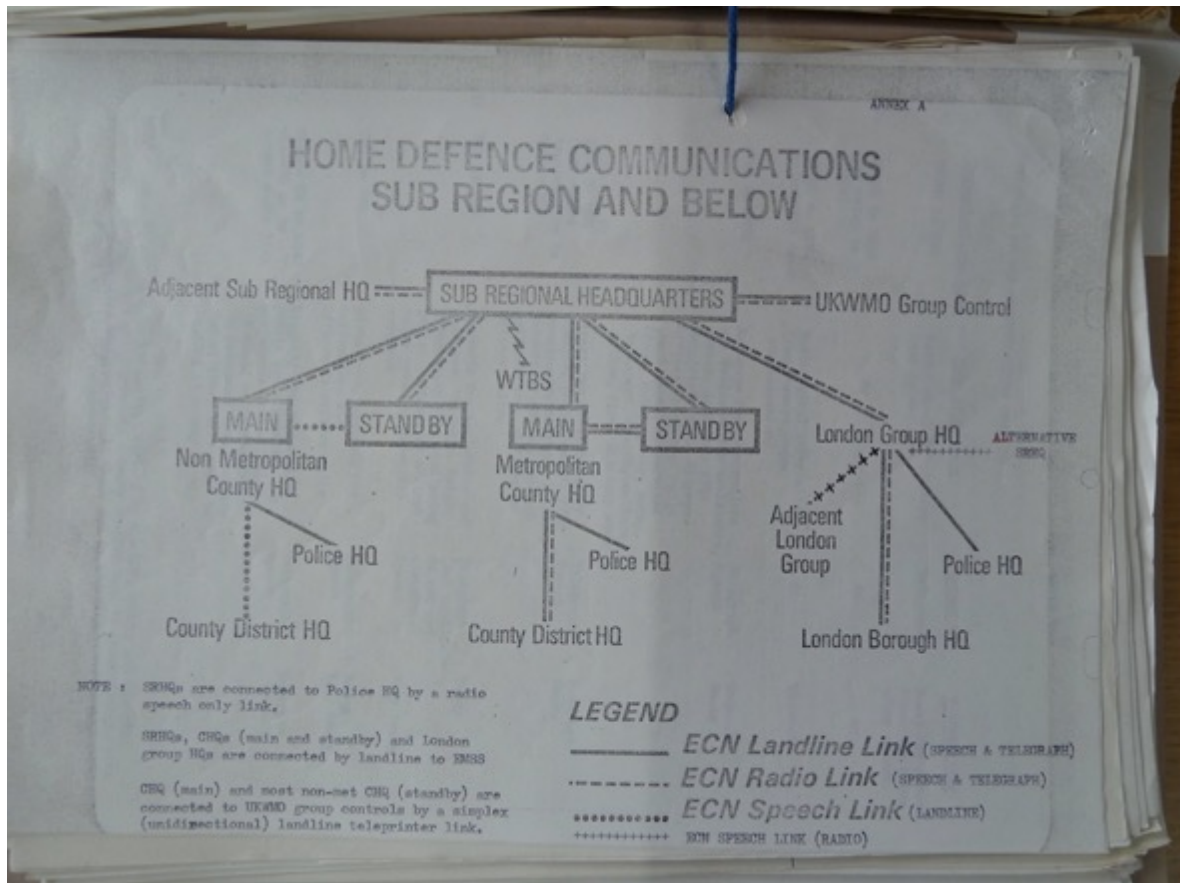 ANNEX A
HOME DEFENCE COMMUNICATIONS
SUB REGION AND BELOW
Adjacent Sub Regional HQ
SUB REGIONAL HEADQUARTERS
UKWMO Group Control
WTBS
MAIN
STANDBY
MAIN
STANDBY
London Group HQ
ALTERNATIVE
SRHQ
Non Metropolitan
County HQ
Metropolitan
County HQ
Adjacent
London
Group
Police HQ
Police HQ
Police HQ
County District HQ
County District HQ
London Borough HQ
NOTE : SRHQs are connected to Police HQ by a radio
speech only link.
SRHQs, CHQs (main and standby) and London
group HQs are connected by landline to EMSS
CHQ (main) and most non-met CHQ (standby) are
connected to UKWMO group controls by a simplex
(unidirectional) landline teleprinter link.
LEGEND
ECN Landline Link (SPEECH & TELEGRAPH)
ECN Radio Link (SPEECH & TELEGRAPH)
ECN Speech Link (LANDLINE)
ECN SPEECH LINK (RADIO)